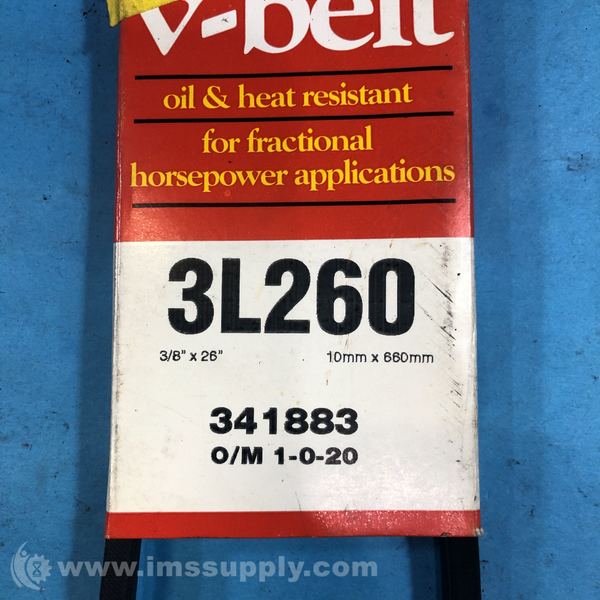 v-belt
oil & heat resistant
for fractional
horsepower applications
3L260
3/8" x 26" 10mm x 660mm
341883
O/M 1-0-20
www.imssupply.com